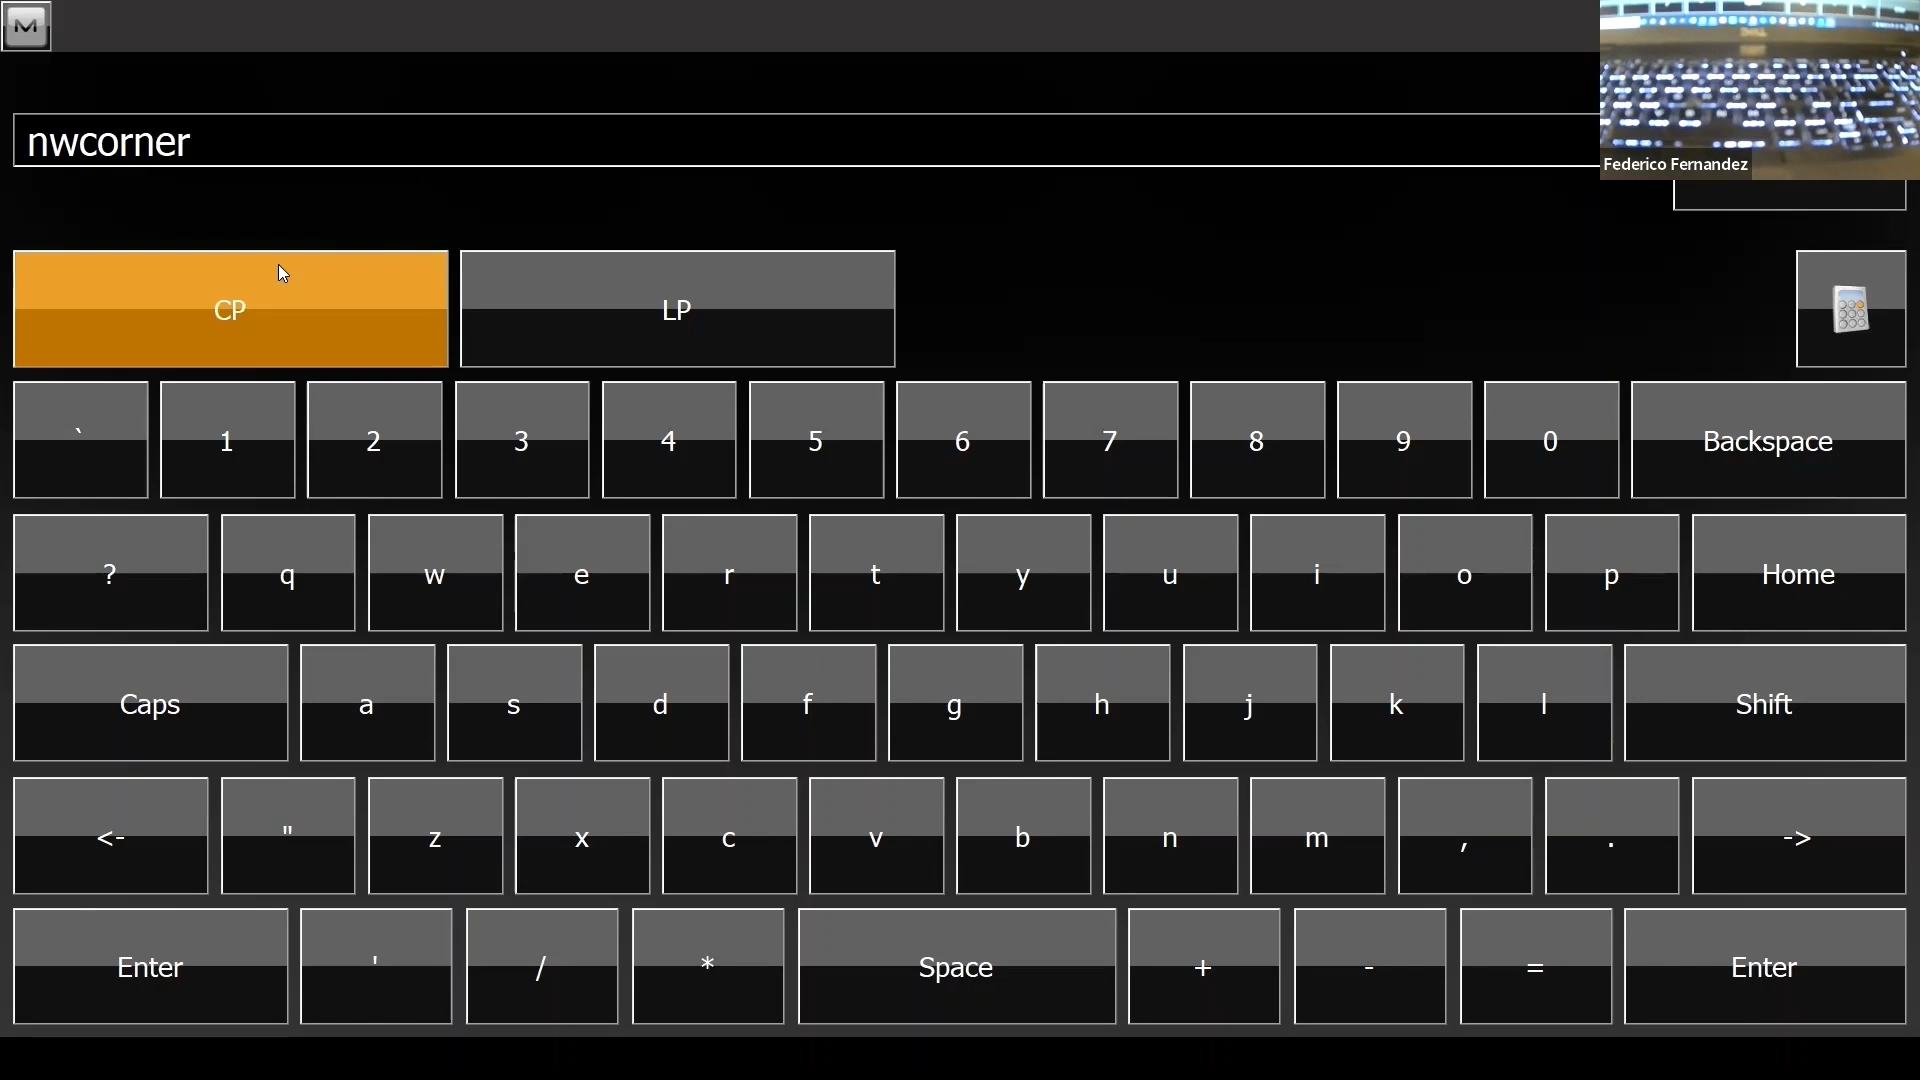 M
nwcorner
DELL
Federico Fernandez
CP LP
` 1 2 3 4 5 6 7 8 9 0 Backspace
? q w e r t y u i o p Home
Caps a s d f g h j k l Shift
<- " z x c v b n m , . ->
Enter ' / * Space + - = Enter